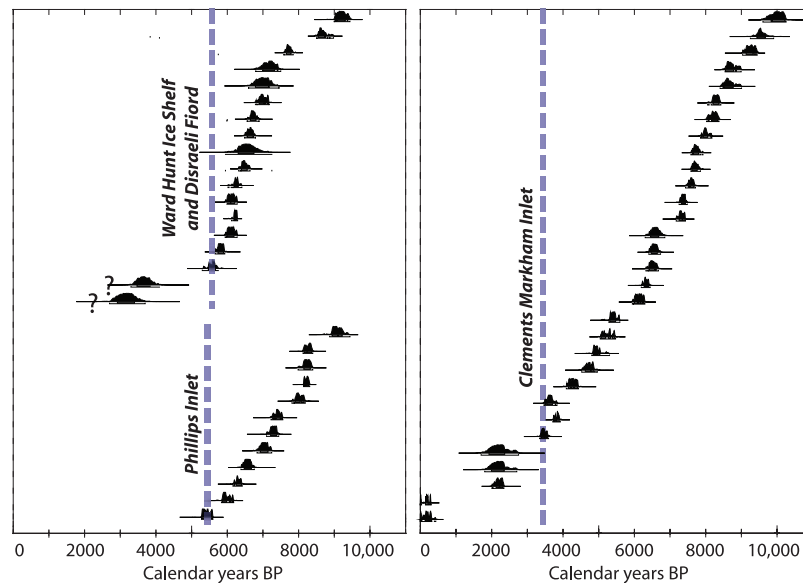 Ward Hunt Ice Shelf
and Disraeli Fiord
?
?
Phillips Inlet
Clements Markham Inlet
0 2000 4000 6000 8000 10,000
Calendar years BP
0 2000 4000 6000 8000 10,000
Calendar years BP